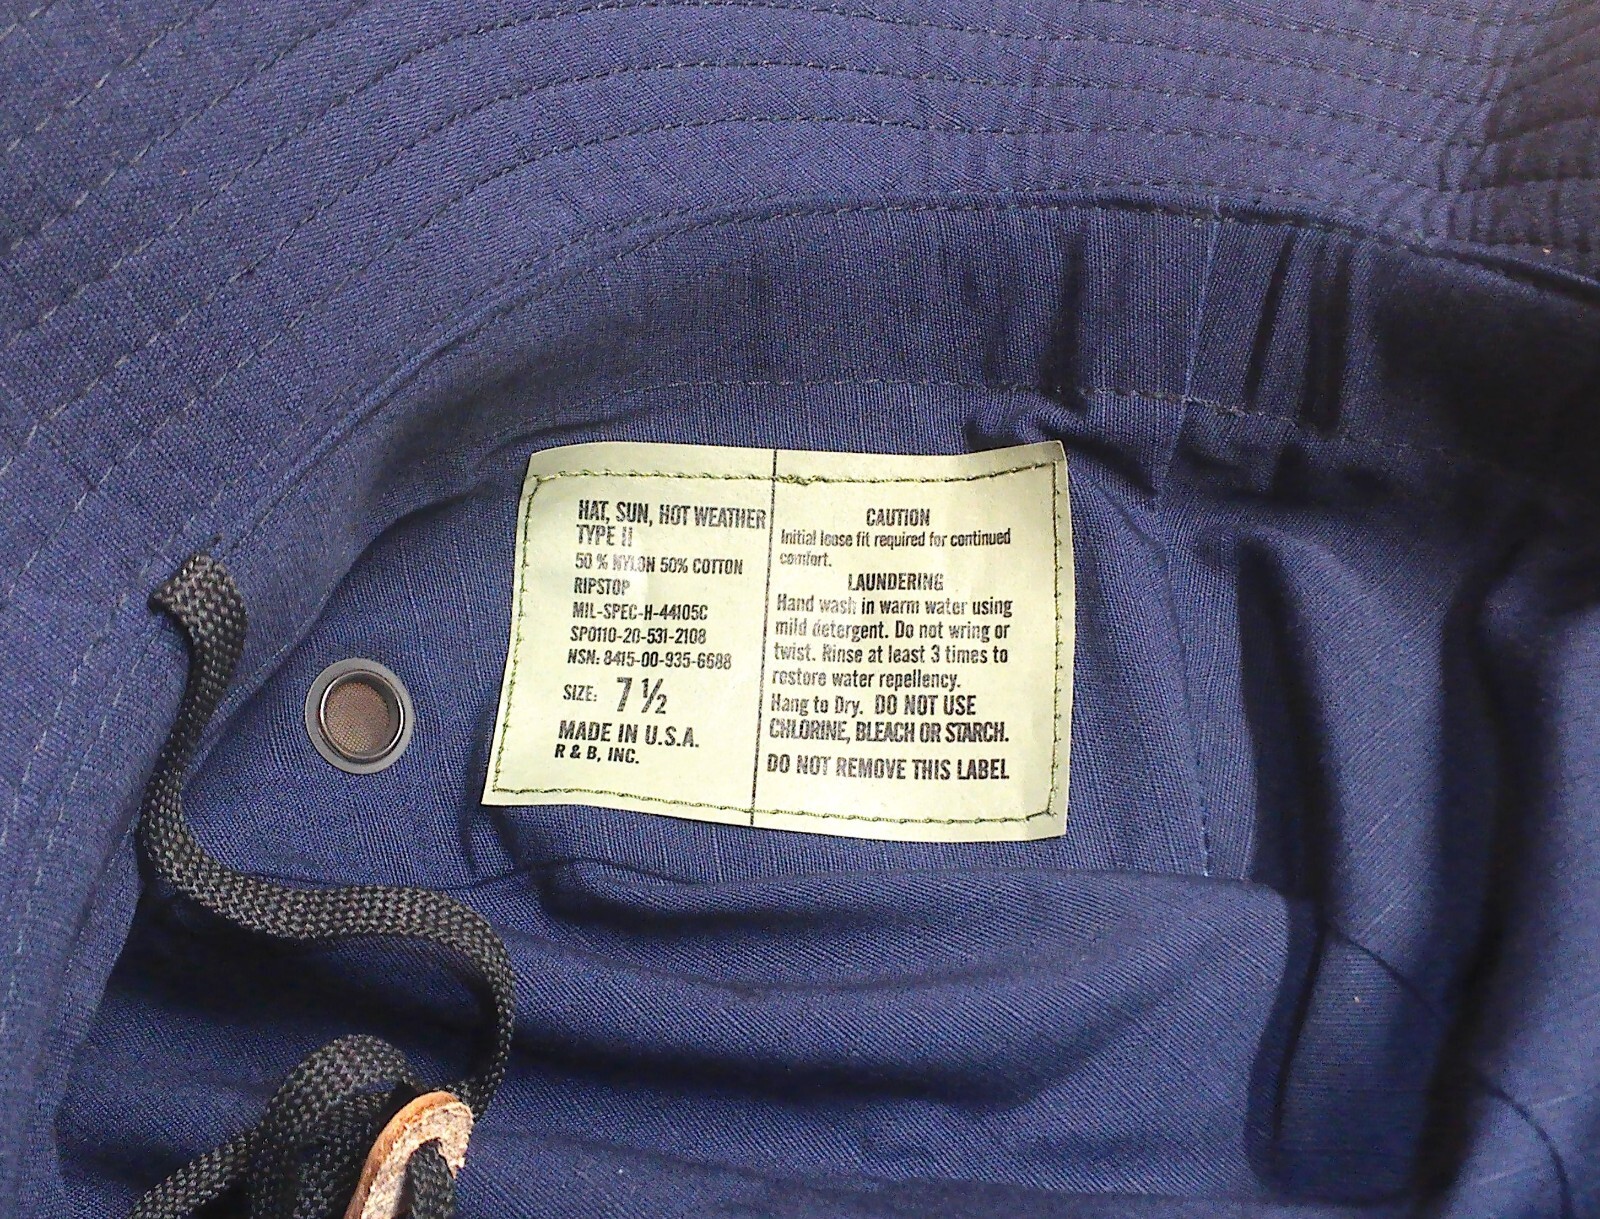 HAT, SUN, HOT WEATHER
TYPE II
50 % NYLON 50% COTTON
RIPSTOP
MIL-SPEC-H-44105C
SP0110-20-531-2108
NSN: 8415-00-935-6688
SIZE: 7 ½
MADE IN U.S.A.
R & B, INC.
CAUTION
Initial loose fit required for continued
comfort.
LAUNDERING
Hand wash in warm water using
mild detergent. Do not wring or
twist. Rinse at least 3 times to
restore water repellency.
Hang to Dry. DO NOT USE
CHLORINE, BLEACH OR STARCH.
DO NOT REMOVE THIS LABEL